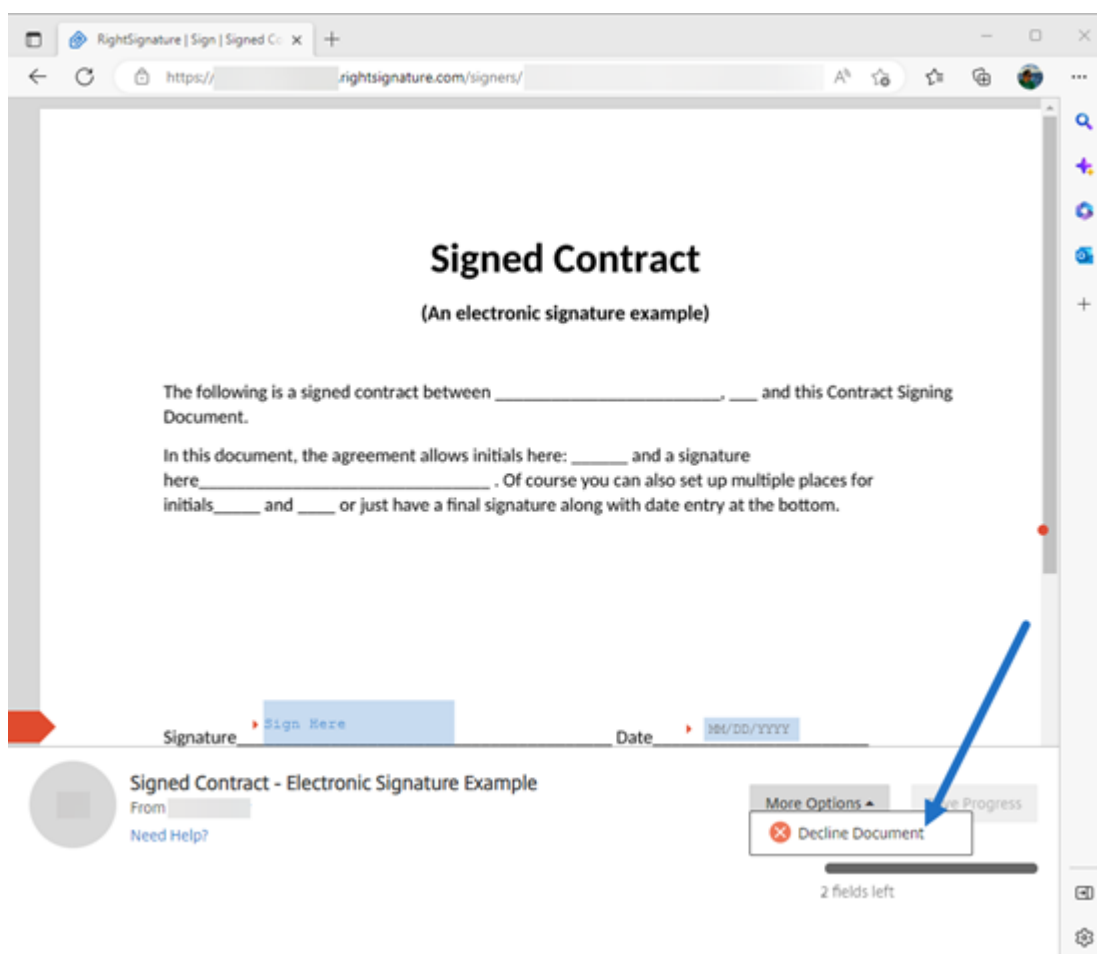 RightSignature | Sign | Signed Co
https:// .rightsignature.com/signers/
Signed Contract
(An electronic signature example)
The following is a signed contract between _________________________, ___ and this Contract Signing
Document.
In this document, the agreement allows initials here: ______ and a signature
here________________________________ . Of course you can also set up multiple places for
initials_____ and ____ or just have a final signature along with date entry at the bottom.
Signature Sign Here Date MM/DD/YYYY
Signed Contract - Electronic Signature Example
From
Need Help?
More Options Progress
Decline Document
2 fields left